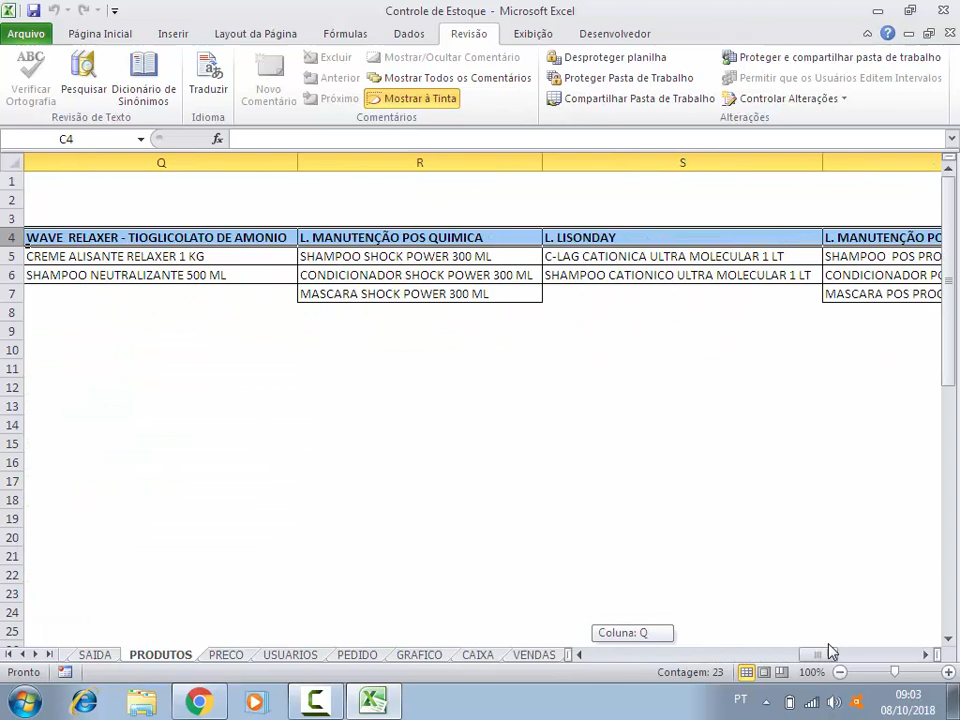 Controle de Estoque - Microsoft Excel
Arquivo Página Inicial Inserir Layout da Página Fórmulas Dados Revisão Exibição Desenvolvedor
ABC
Verificar Ortografia
Pesquisar
Dicionário de Sinônimos
Revisão de Texto
Traduzir
Idioma
Novo Comentário
Excluir
Anterior
Próximo
Mostrar/Ocultar Comentário
Mostrar Todos os Comentários
Mostrar à Tinta
Comentários
Desproteger planilha
Proteger Pasta de Trabalho
Compartilhar Pasta de Trabalho
Proteger e compartilhar pasta de trabalho
Permitir que os Usuários Editem Intervalos
Controlar Alterações
Alterações
C4 fx
Q R S
1
2
3
4 WAVE RELAXER - TIOGLICOLATO DE AMONIO L. MANUTENÇÃO POS QUIMICA L. LISONDAY L. MANUTENÇÃO PO
5 CREME ALISANTE RELAXER 1 KG SHAMPOO SHOCK POWER 300 ML C-LAG CATIONICA ULTRA MOLECULAR 1 LT SHAMPOO POS PRO
6 SHAMPOO NEUTRALIZANTE 500 ML CONDICIONADOR SHOCK POWER 300 ML SHAMPOO CATIONICO ULTRA MOLECULAR 1 LT CONDICIONADOR PO
7 MASCARA SHOCK POWER 300 ML MASCARA POS PROC
8
9
10
11
12
13
14
15
16
17
18
19
20
21
22
23
24
25
Coluna: Q
SAIDA PRODUTOS PRECO USUARIOS PEDIDO GRAFICO CAIXA VENDAS
Pronto Contagem: 23 100%
PT 09:03
08/10/2018